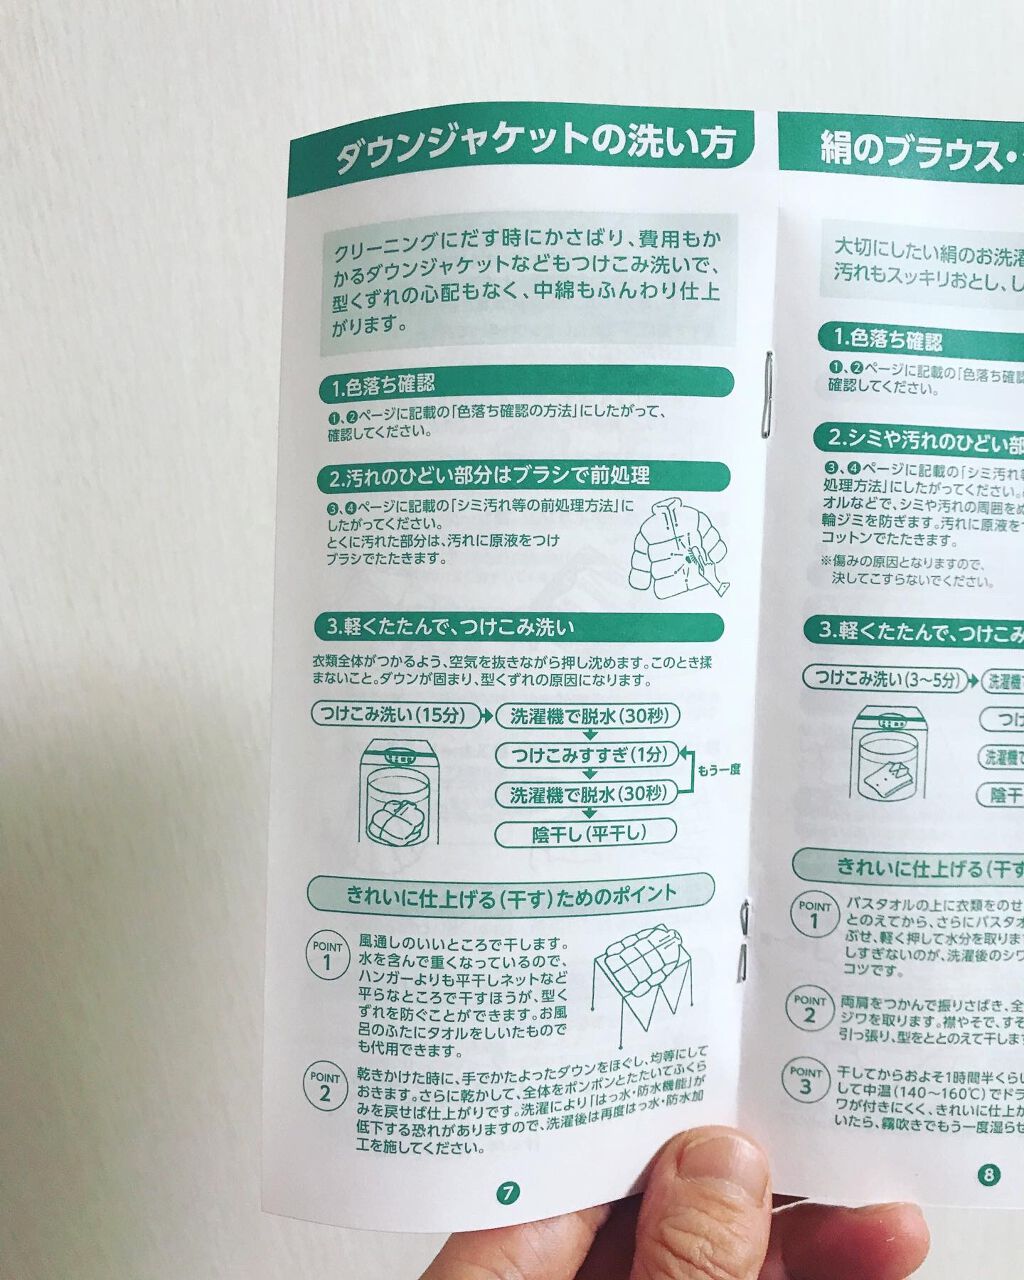 ダウンジャケットの洗い方
クリーニングにだす時にかさばり、費用もか
かるダウンジャケットなどもつけこみ洗いで、
型くずれの心配もなく、中綿もふんわり仕上
がります。
1.色落ち確認
❶、❷ページに記載の「色落ち確認の方法」にしたがって、
確認してください。
2.汚れのひどい部分はブラシで前処理
❸、❹ページに記載の「シミ汚れ等の前処理方法」に
したがってください。
とくに汚れた部分は、汚れに原液をつけ
ブラシでたたきます。
3.軽くたたんで、つけこみ洗い
衣類全体がつかるよう、空気を抜きながら押し沈めます。このとき揉
まないこと。ダウンが固まり、型くずれの原因になります。
つけこみ洗い(15分)
洗濯機で脱水(30秒)
つけこみすすぎ(1分)
もう一度
洗濯機で脱水(30秒)
陰干し(平干し)
きれいに仕上げる(干す)ためのポイント
POINT
1
風通しのいいところで干します。
水を含んで重くなっているので、
ハンガーよりも平干しネットなど
平らなところで干すほうが、型く
ずれを防ぐことができます。お風
呂のふたにタオルをしいたもので
も代用できます。
POINT
2
乾きかけた時に、手でかたよったダウンをほぐし、均等にして
おきます。さらに乾かして、全体をポンポンとたたいてふくら
みを戻せば仕上がりです。洗濯により「はっ水・防水機能」が
低下する恐れがありますので、洗濯後は再度はっ水・防水加
工を施してください。
7
絹のブラウス・
大切にしたい絹のお洗濯
汚れもスッキリおとし、し
1.色落ち確認
❶、❷ページに記載の「色落ち確認
確認してください。
2.シミや汚れのひどい部
❸、❹ページに記載の「シミ汚れ等
処理方法」にしたがってください。
オルなどで、シミや汚れの周囲をぬ
輪ジミを防ぎます。汚れに原液を
コットンでたたきます。
※傷みの原因となりますので、
決してこすらないでください。
3.軽くたたんで、つけこみ
つけこみ洗い(3〜5分)
洗濯機で
つけ
洗濯機で
陰干
きれいに仕上げる(干す
POINT
1
バスタオルの上に衣類をのせ
とのえてから、さらにバスタオ
ぶせ、軽く押して水分を取りま
しすぎないのが、洗濯後のシワ
コツです。
POINT
2
両肩をつかんで振りさばき、全
ジワを取ります。襟やそで、すそ
引っ張り、型をととのえて干しま
POINT
3
干してからおよそ1時間半くらい
して中温(140〜160℃)でドラ
ワが付きにくく、きれいに仕上が
いたら、霧吹きでもう一度湿らせ
8